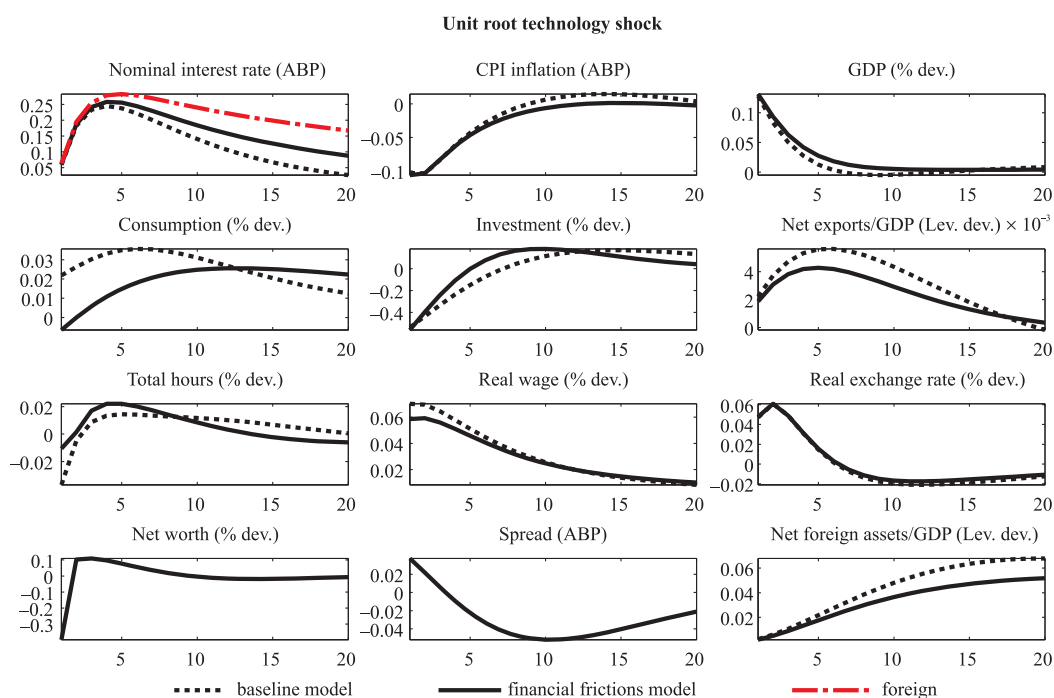 Unit root technology shock
Nominal interest rate (ABP) CPI inflation (ABP) GDP (% dev.)
0.25
0.2
0.15
0.1
0.05
5 10 15 20
0
−0.05
−0.1
5 10 15 20
0.1
0.05
0
5 10 15 20
Consumption (% dev.) Investment (% dev.) Net exports/GDP (Lev. dev.) × 10⁻³
0.03
0.02
0.01
0
5 10 15 20
0
−0.2
−0.4
5 10 15 20
4
2
0
5 10 15 20
Total hours (% dev.) Real wage (% dev.) Real exchange rate (% dev.)
0.02
0
−0.02
5 10 15 20
0.06
0.04
0.02
5 10 15 20
0.06
0.04
0.02
0
−0.02
5 10 15 20
Net worth (% dev.) Spread (ABP) Net foreign assets/GDP (Lev. dev.)
0.1
0
−0.1
−0.2
−0.3
5 10 15 20
0.02
0
−0.02
−0.04
5 10 15 20
0.06
0.04
0.02
5 10 15 20
baseline model financial frictions model foreign